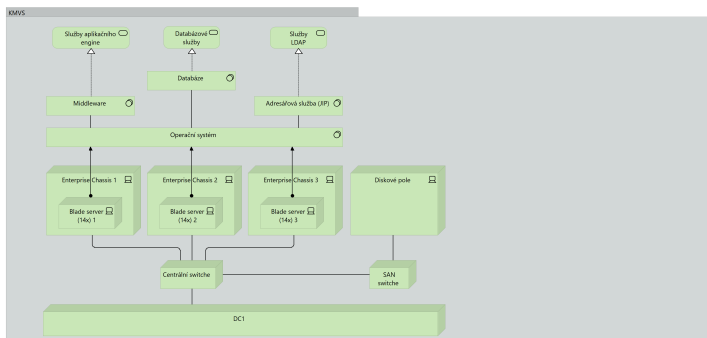 KMVS
Služby aplikačního
engine
Databázové
služby
Služby
LDAP
Databáze
Middleware
Adresářová služba (JIP)
Operační systém
Enterprise Chassis 1
Enterprise Chassis 2
Enterprise Chassis 3
Diskové pole
Blade server
(14x) 1
Blade server
(14x) 2
Blade server
(14x) 3
Centrální switche
SAN
switche
DC1